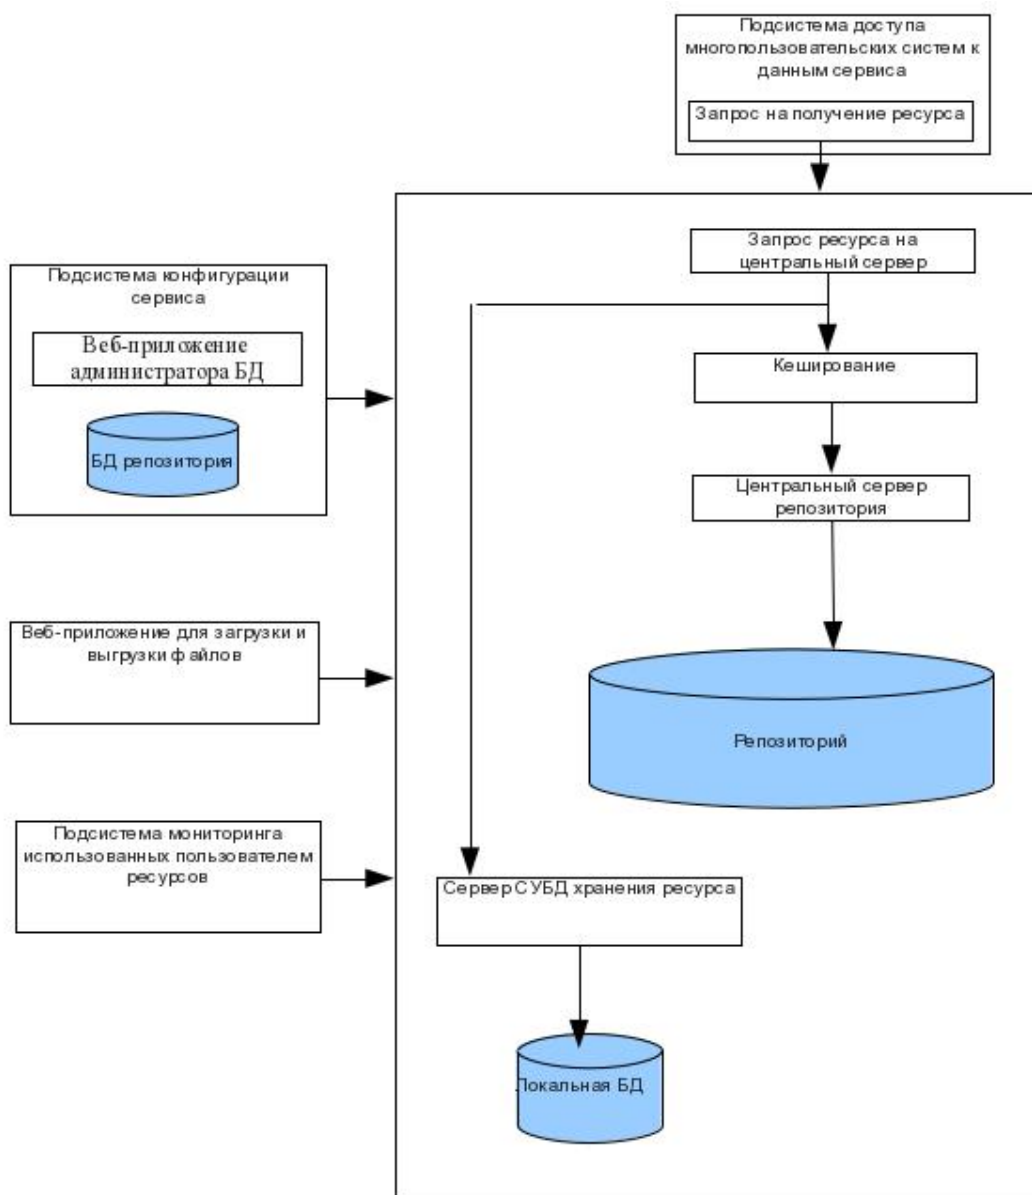 Подсистема доступа
многопользовательских систем к
данным сервиса
Запрос на получение ресурса
Запрос ресурса на
центральный сервер
Подсистема конфигурации
сервиса
Веб-приложение
администратора БД
БД репозитория
Кеширование
Центральный сервер
репозитория
Веб-приложение для загрузки и
выгрузки файлов
Репозиторий
Подсистема мониторинга
использованных пользователем
ресурсов
Сервер СУБД хранения ресурса
Локальная БД